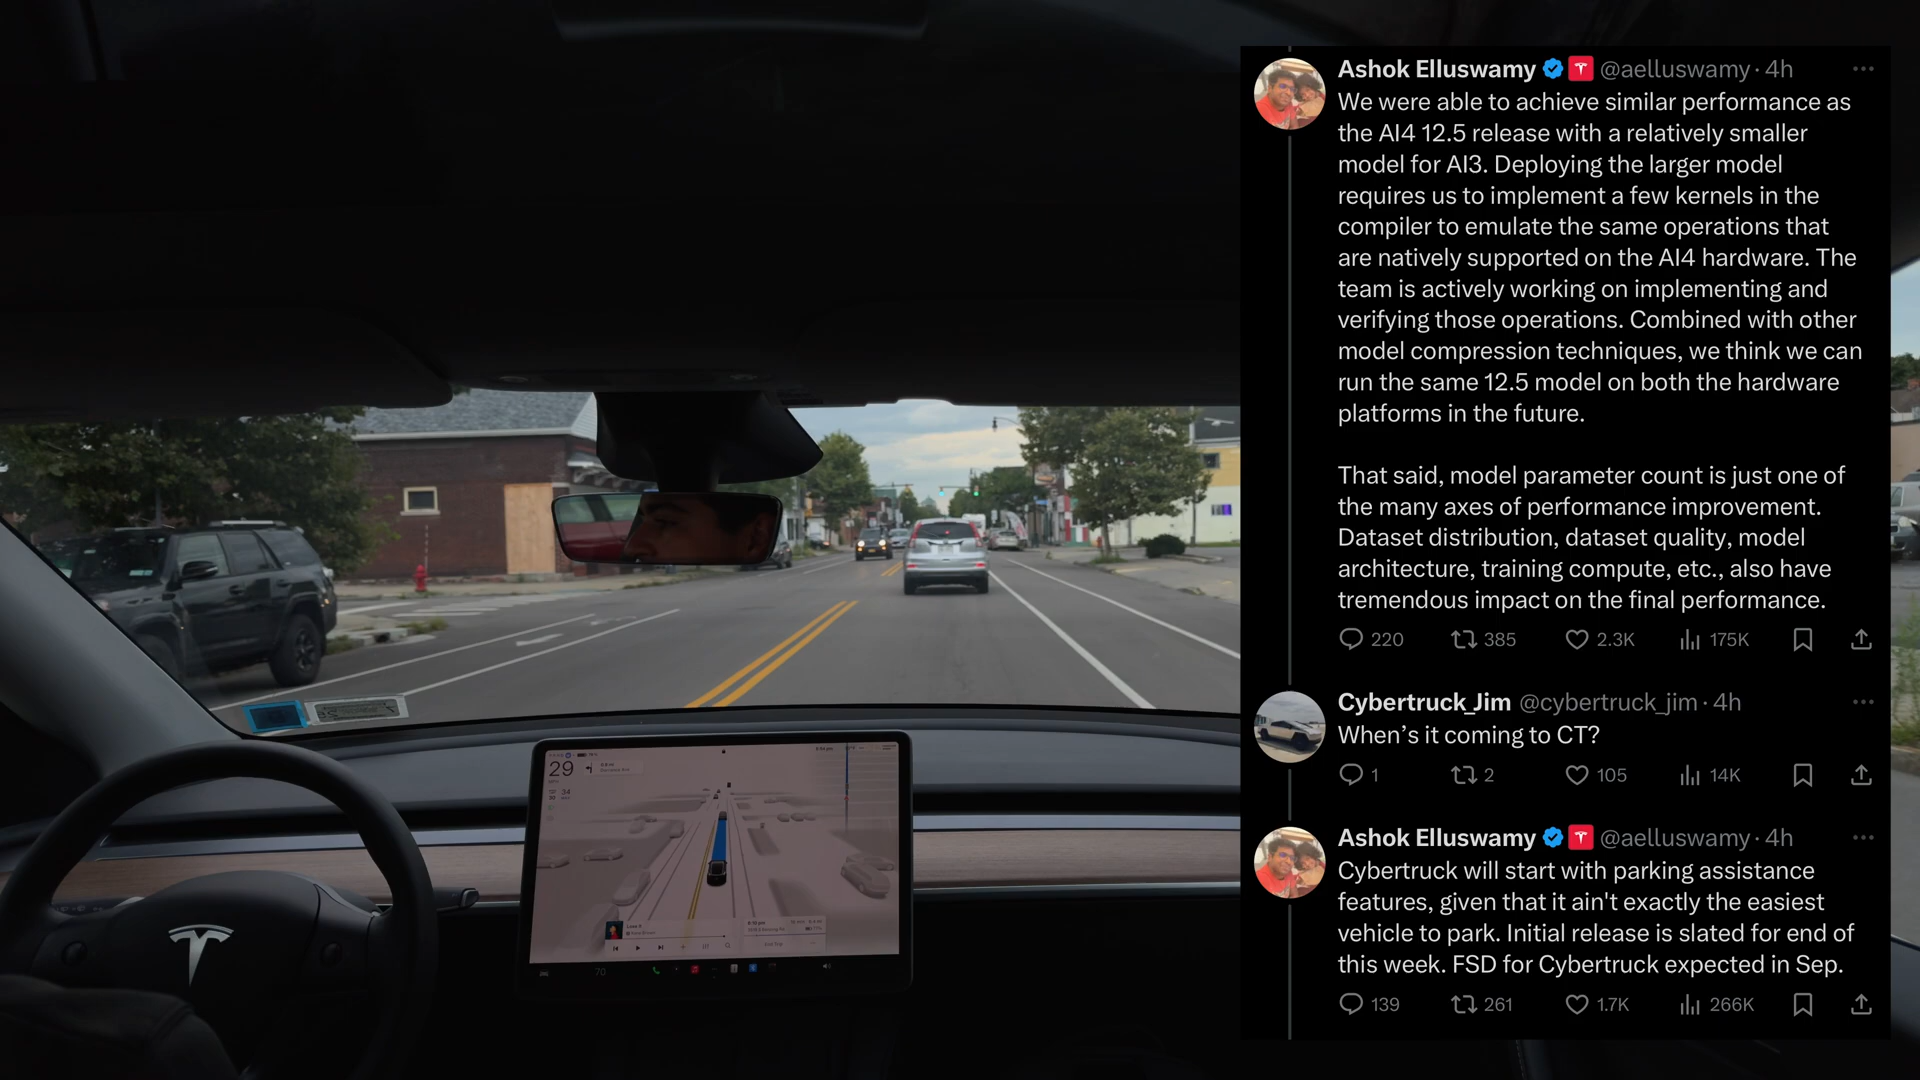 Ashok Elluswamy @aelluswamy · 4h
We were able to achieve similar performance as
the AI4 12.5 release with a relatively smaller
model for AI3. Deploying the larger model
requires us to implement a few kernels in the
compiler to emulate the same operations that
are natively supported on the AI4 hardware. The
team is actively working on implementing and
verifying those operations. Combined with other
model compression techniques, we think we can
run the same 12.5 model on both the hardware
platforms in the future.
That said, model parameter count is just one of
the many axes of performance improvement.
Dataset distribution, dataset quality, model
architecture, training compute, etc., also have
tremendous impact on the final performance.
220 385 2.3K 175K
Cybertruck_Jim @cybertruck_jim · 4h
When’s it coming to CT?
1 2 105 14K
Ashok Elluswamy @aelluswamy · 4h
Cybertruck will start with parking assistance
features, given that it ain't exactly the easiest
vehicle to park. Initial release is slated for end of
this week. FSD for Cybertruck expected in Sep.
139 261 1.7K 266K
29
34
70